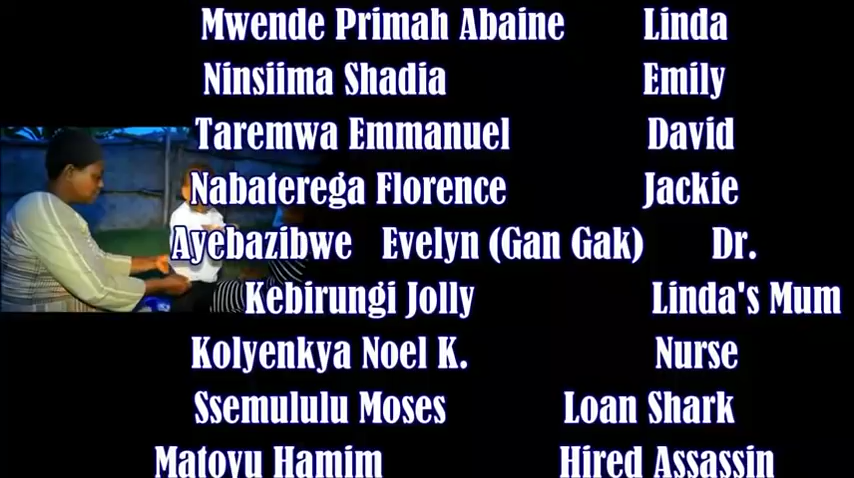 Mwende Primah Abaine Linda
Ninsiima Shadia Emily
Taremwa Emmanuel David
Nabaterega Florence Jackie
Ayebazibwe Evelyn (Gan Gak) Dr.
Kebirungi Jolly Linda's Mum
Kolyenkya Noel K. Nurse
Ssemululu Moses Loan Shark
Matovu Hamim Hired Assassin